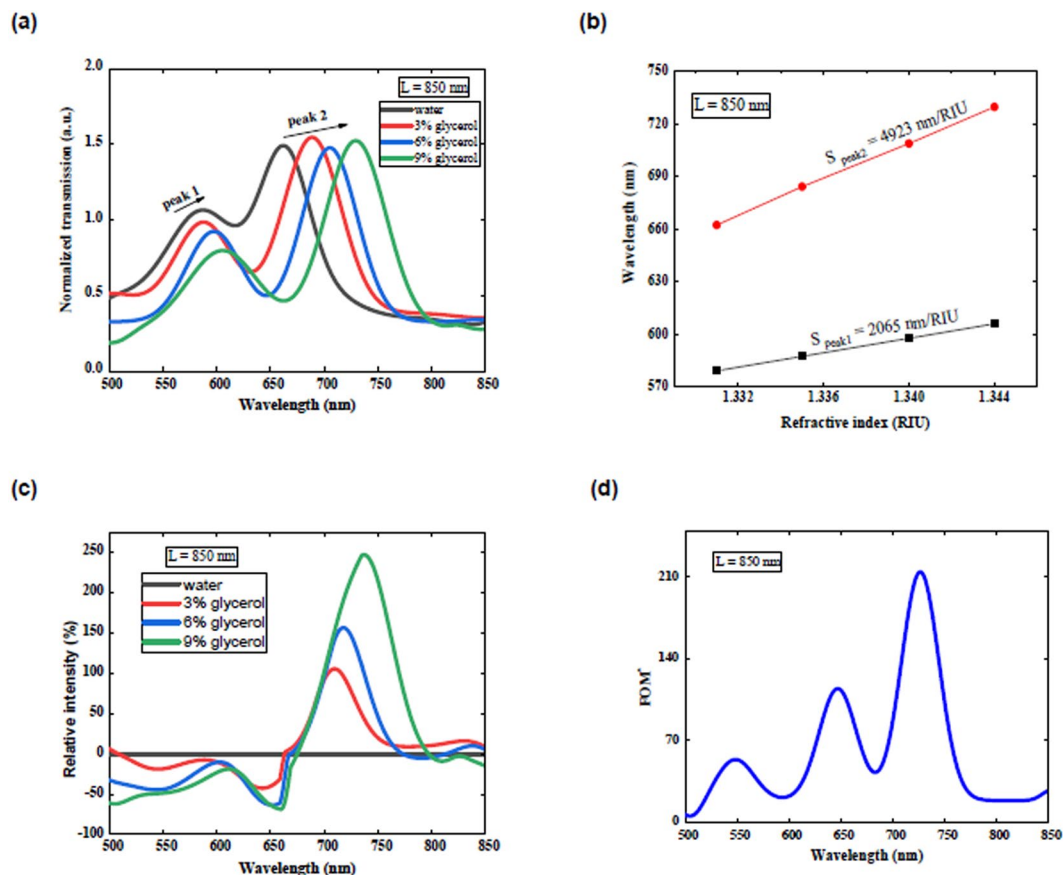 (a)
2.0
1.5
1.0
0.5
0.0
Normalized transmission (a.u.)
L = 850 nm
water
3% glycerol
6% glycerol
9% glycerol
peak 1
peak 2
500 550 600 650 700 750 800 850
Wavelength (nm)
(b)
750
720
690
660
630
600
570
Wavelength (nm)
L = 850 nm
S peak2 = 4923 nm/RIU
S peak1 = 2065 nm/RIU
1.332 1.336 1.340 1.344
Refractive index (RIU)
(c)
250
200
150
100
50
0
-50
-100
Relative intensity (%)
L = 850 nm
water
3% glycerol
6% glycerol
9% glycerol
500 550 600 650 700 750 800 850
Wavelength (nm)
(d)
210
140
70
0
FOM*
L = 850 nm
500 550 600 650 700 750 800 850
Wavelength (nm)